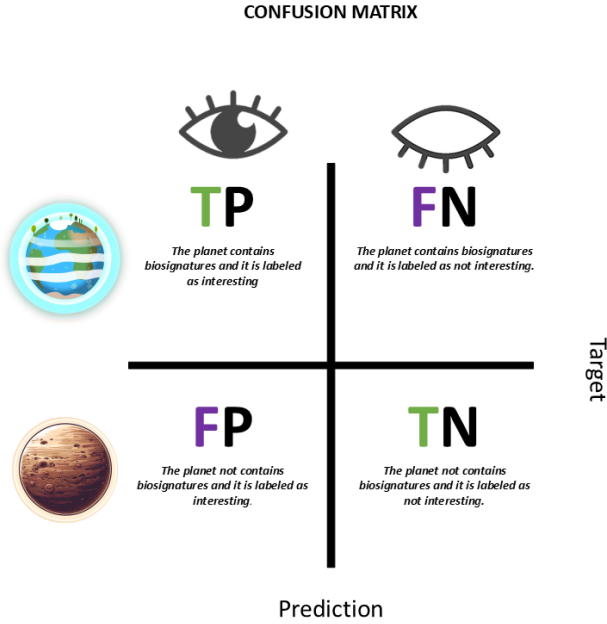 CONFUSION MATRIX
TP
FN
The planet contains
biosignatures and it is labeled
as interesting
The planet contains biosignatures
and it is labeled as not interesting.
Target
FP
TN
The planet not contains
biosignatures and it is labeled as
interesting.
The planet not contains
biosignatures and it is labeled as
not interesting.
Prediction